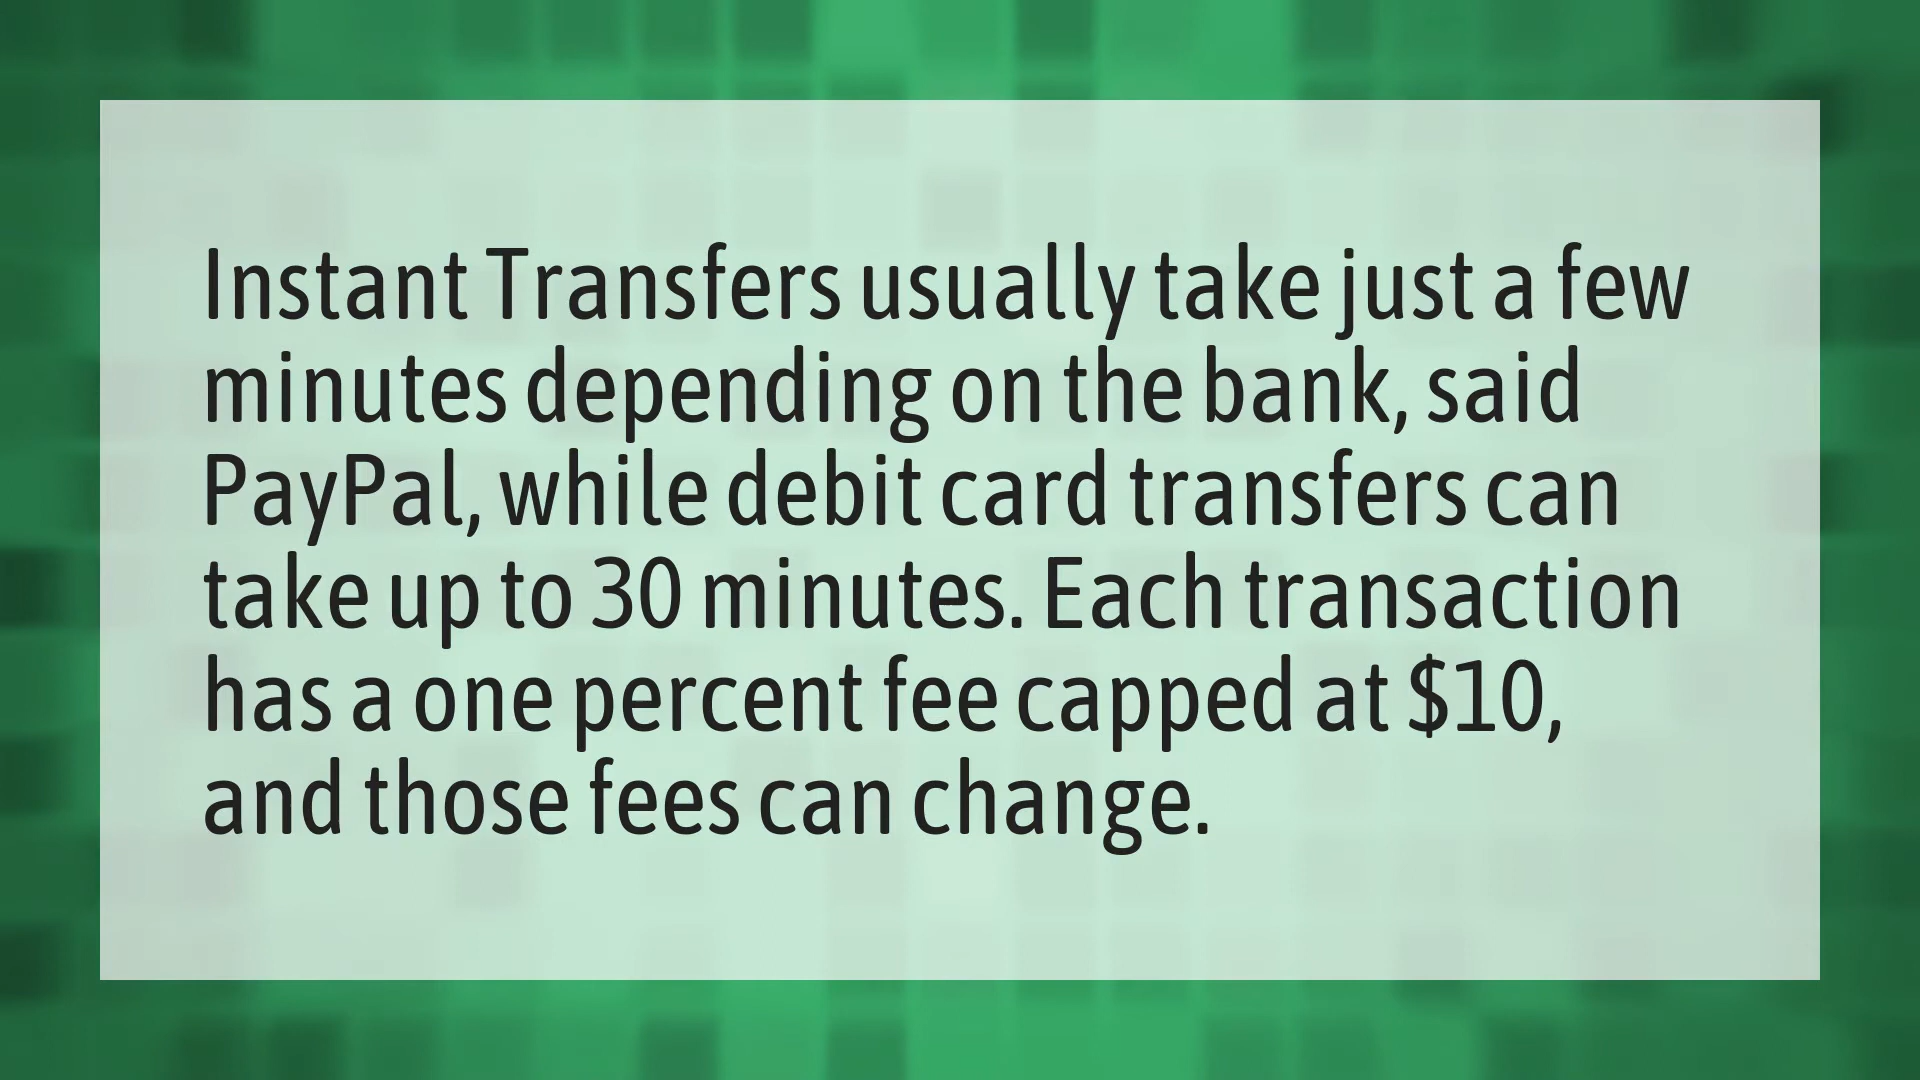 Instant Transfers usually take just a few
minutes depending on the bank, said
PayPal, while debit card transfers can
take up to 30 minutes. Each transaction
has a one percent fee capped at $10,
and those fees can change.